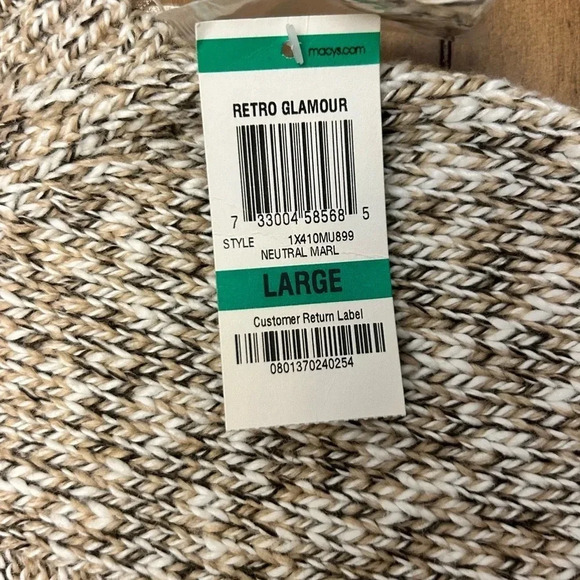 macys.com
RETRO GLAMOUR
7 33004 58568 5
STYLE 1X410MU899
NEUTRAL MARL
LARGE
Customer Return Label
0801370240254